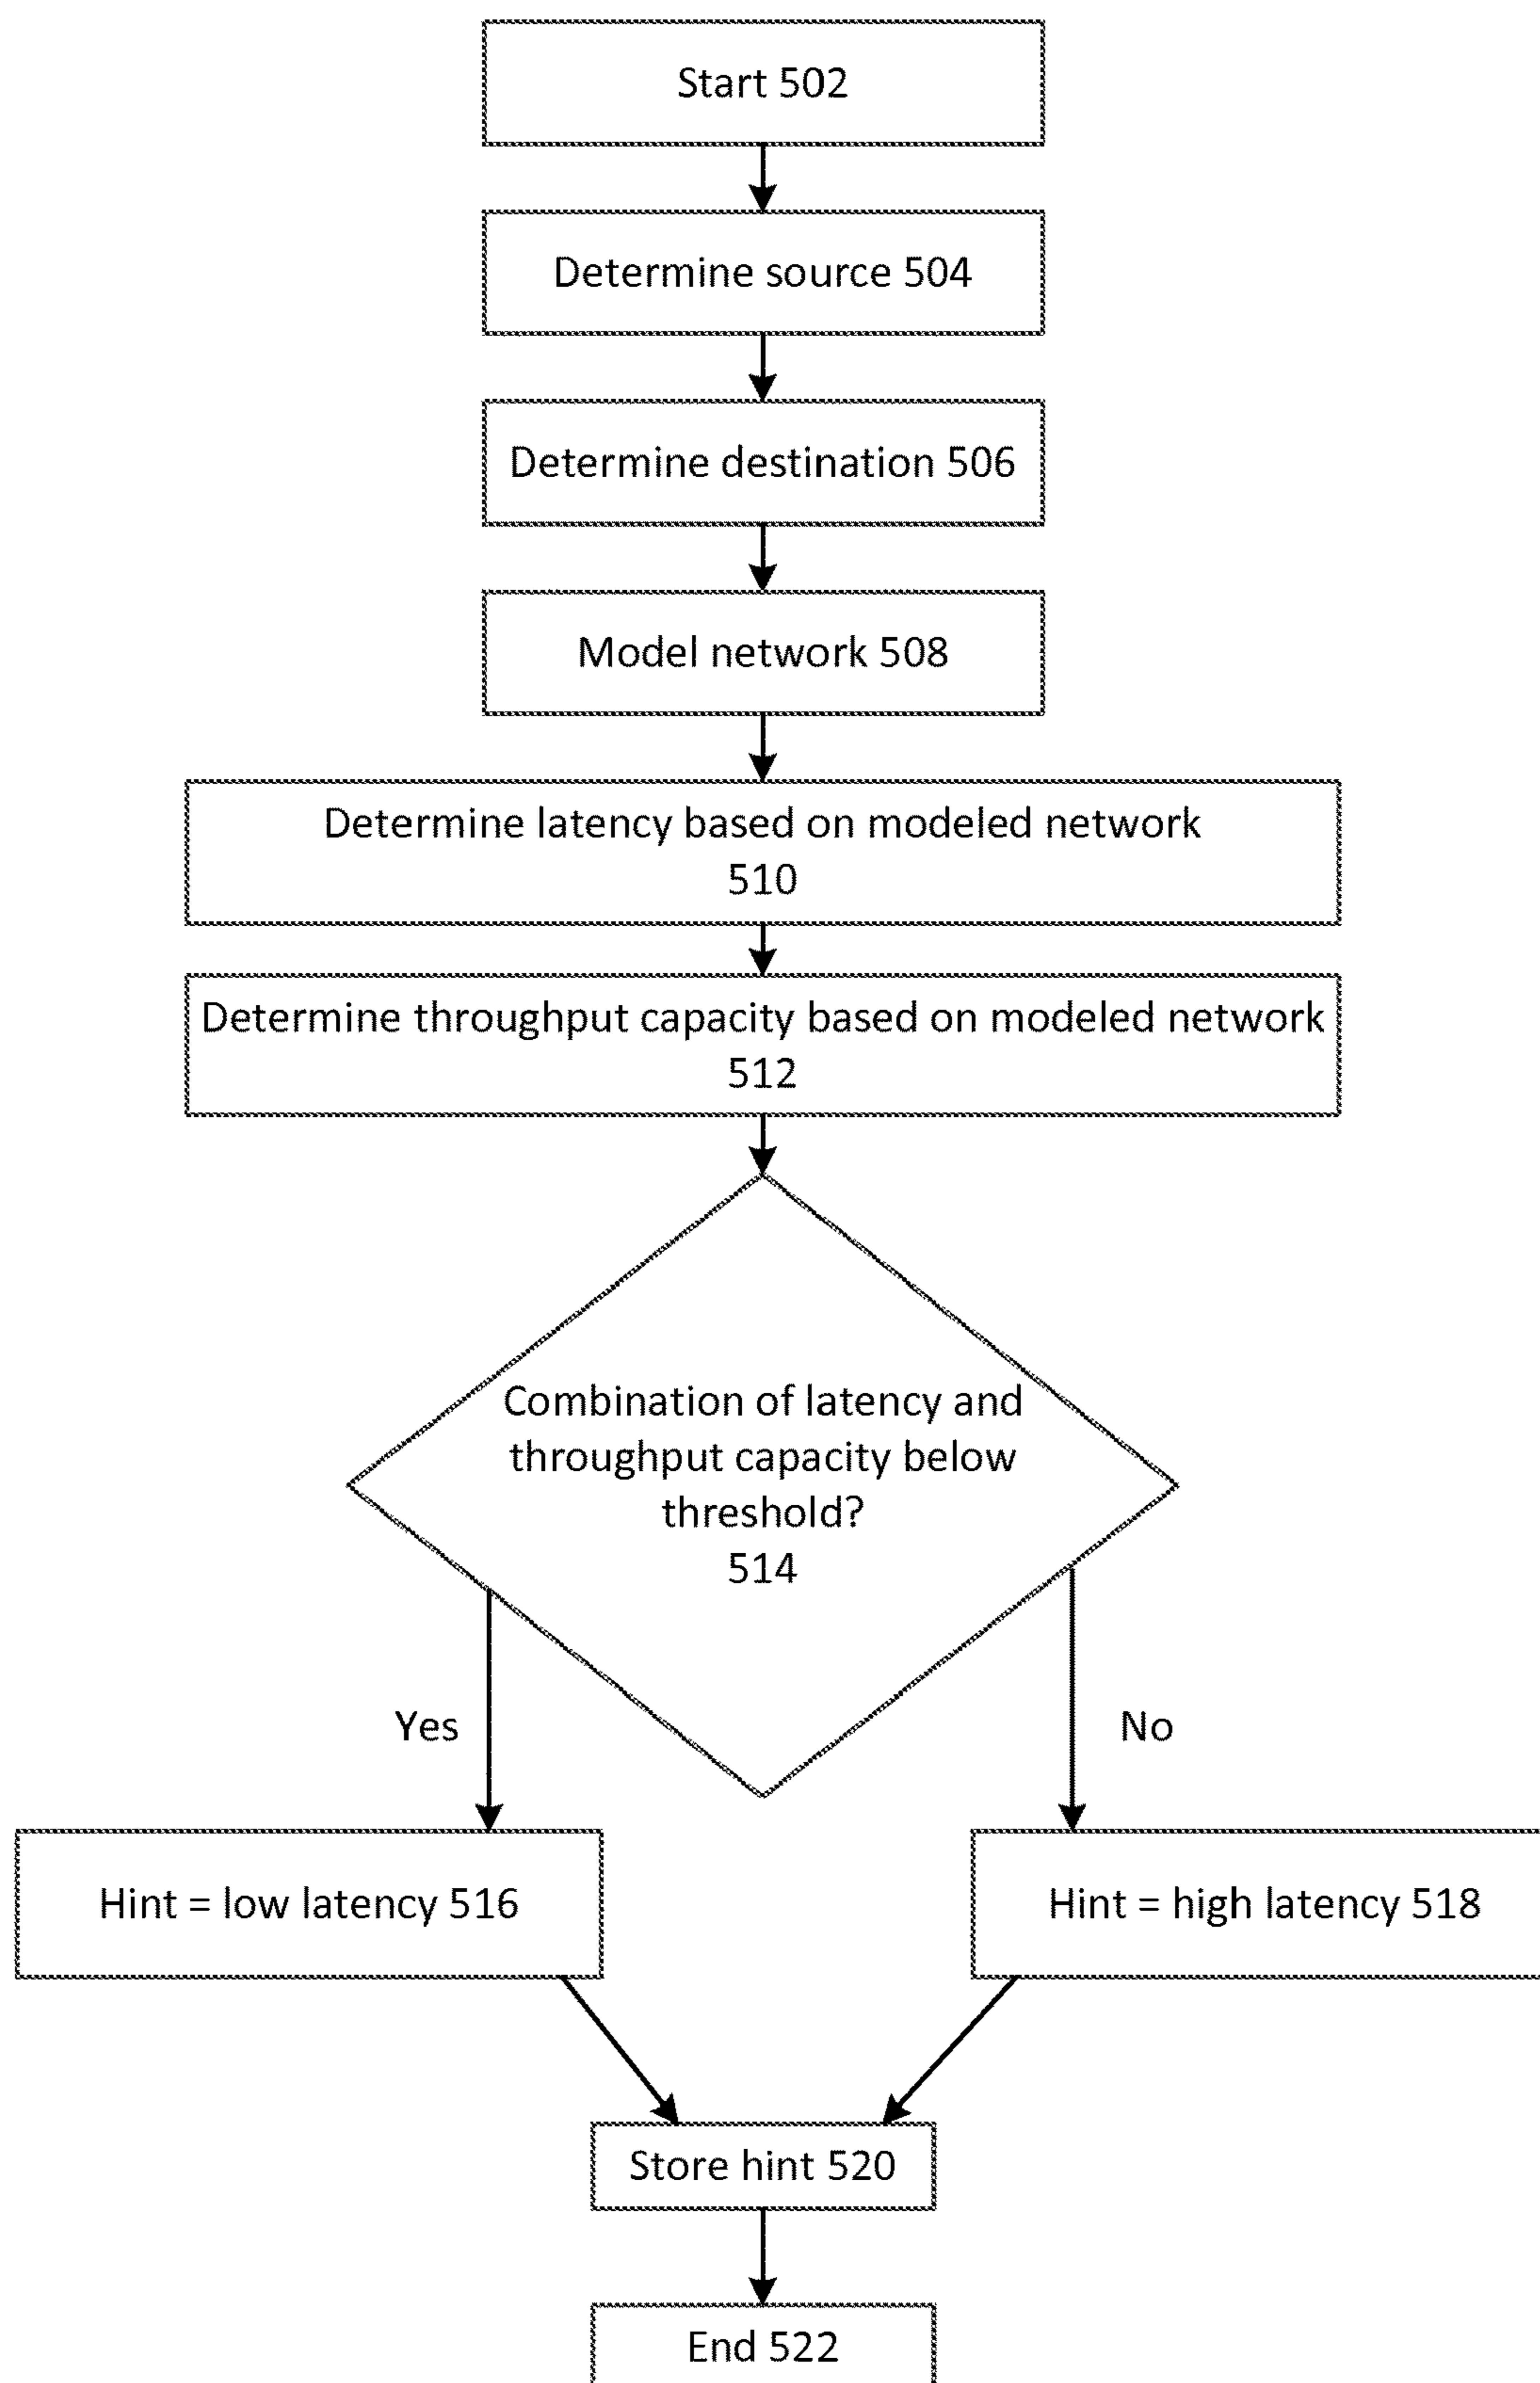 Start 502
Determine source 504
Determine destination 506
Model network 508
Determine latency based on modeled network
510
Determine throughput capacity based on modeled network
512
Combination of latency and
throughput capacity below
threshold?
514
Yes
No
Hint = low latency 516
Hint = high latency 518
Store hint 520
End 522